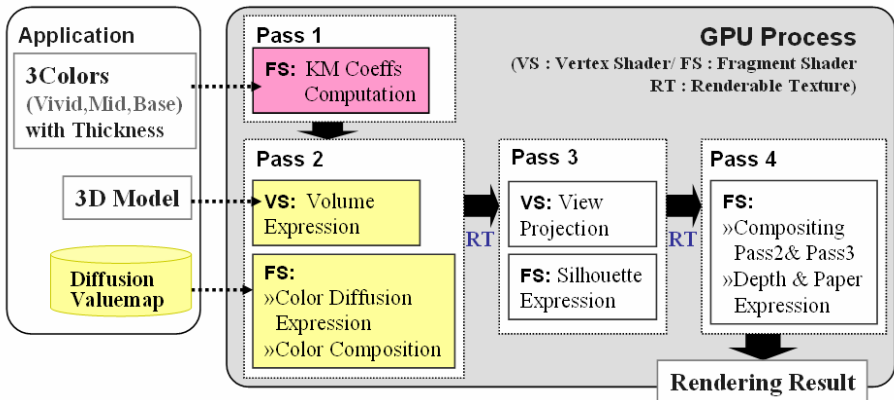 Application
3Colors
(Vivid,Mid,Base)
with Thickness
3D Model
Diffusion
Valuemap
GPU Process
(VS : Vertex Shader/ FS : Fragment Shader
RT : Renderable Texture)
Pass 1
FS: KM Coeffs
Computation
Pass 2
VS: Volume
Expression
FS:
»Color Diffusion
Expression
»Color Composition
RT
Pass 3
VS: View
Projection
FS: Silhouette
Expression
RT
Pass 4
FS:
»Compositing
Pass2& Pass3
»Depth & Paper
Expression
Rendering Result